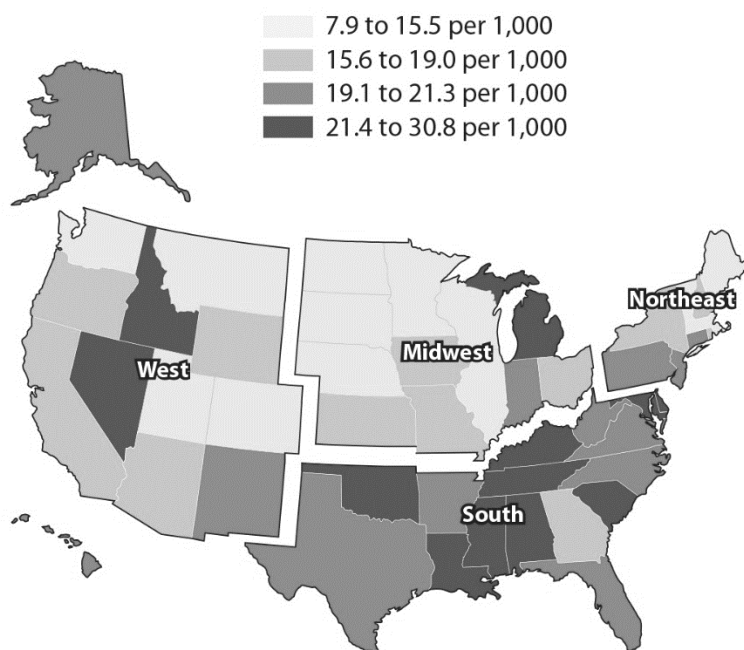 7.9 to 15.5 per 1,000
15.6 to 19.0 per 1,000
19.1 to 21.3 per 1,000
21.4 to 30.8 per 1,000
Northeast
Midwest
West
South